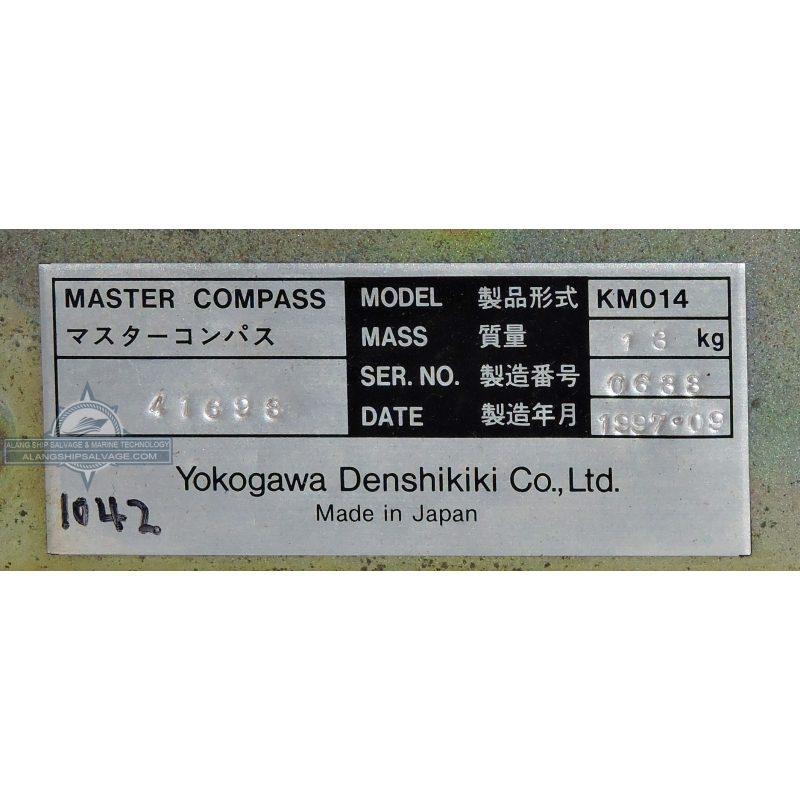 MASTER COMPASS
マスターコンパス
41698
MODEL 製品形式 KM014
MASS 質量 18 kg
SER. NO. 製造番号 0688
DATE 製造年月 1997·09
Yokogawa Denshikiki Co., Ltd.
Made in Japan
1042
ALANG SHIP SALVAGE & MARINE TECHNOLOGY
ALANGSHIPSALVAGE.COM